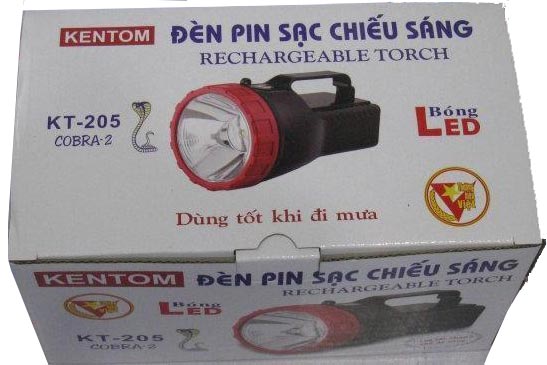 KENTOM ĐÈN PIN SẠC CHIẾU SÁNG
RECHARGEABLE TORCH
KT-205
COBRA-2
Bóng
LED
Dùng tốt khi đi mưa
KENTOM ĐÈN PIN SẠC CHIẾU SÁNG
RECHARGEABLE TORCH
Bóng
LED
KT-205
COBRA-2